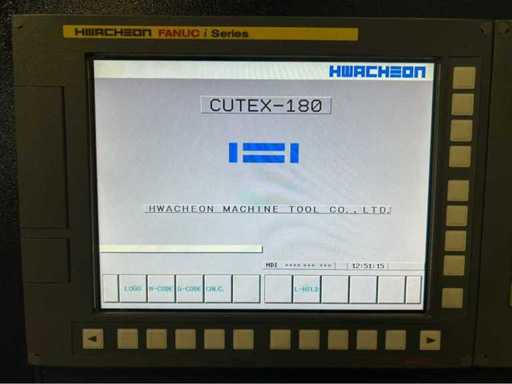 HWACHEON FANUC i Series
HWACHEON
CUTEX-180
HWACHEON MACHINE TOOL CO., LTD.
MDI **** *** *** 12:51:15
LOGO M-CODE G-CODE CALC. L-HOLD